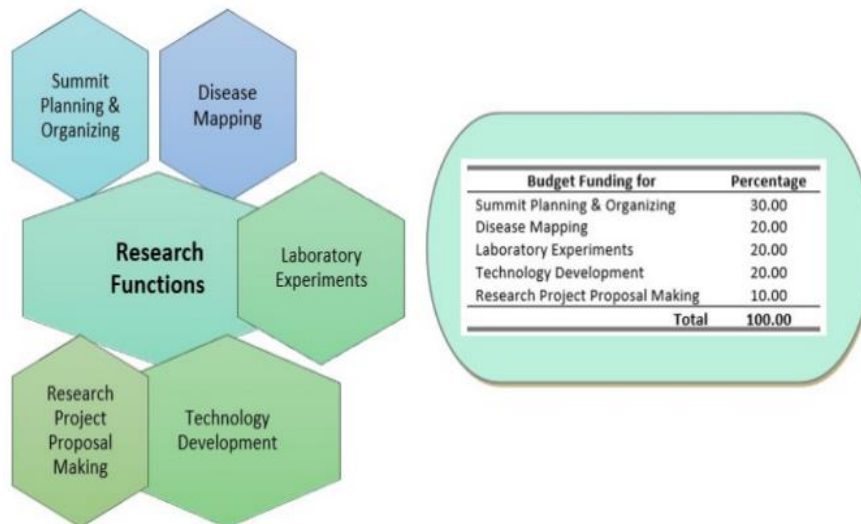 Summit
Planning &
Organizing
Disease
Mapping
Research
Functions
Laboratory
Experiments
Research
Project
Proposal
Making
Technology
Development
Budget Funding for Percentage
Summit Planning & Organizing 30.00
Disease Mapping 20.00
Laboratory Experiments 20.00
Technology Development 20.00
Research Project Proposal Making 10.00
Total 100.00